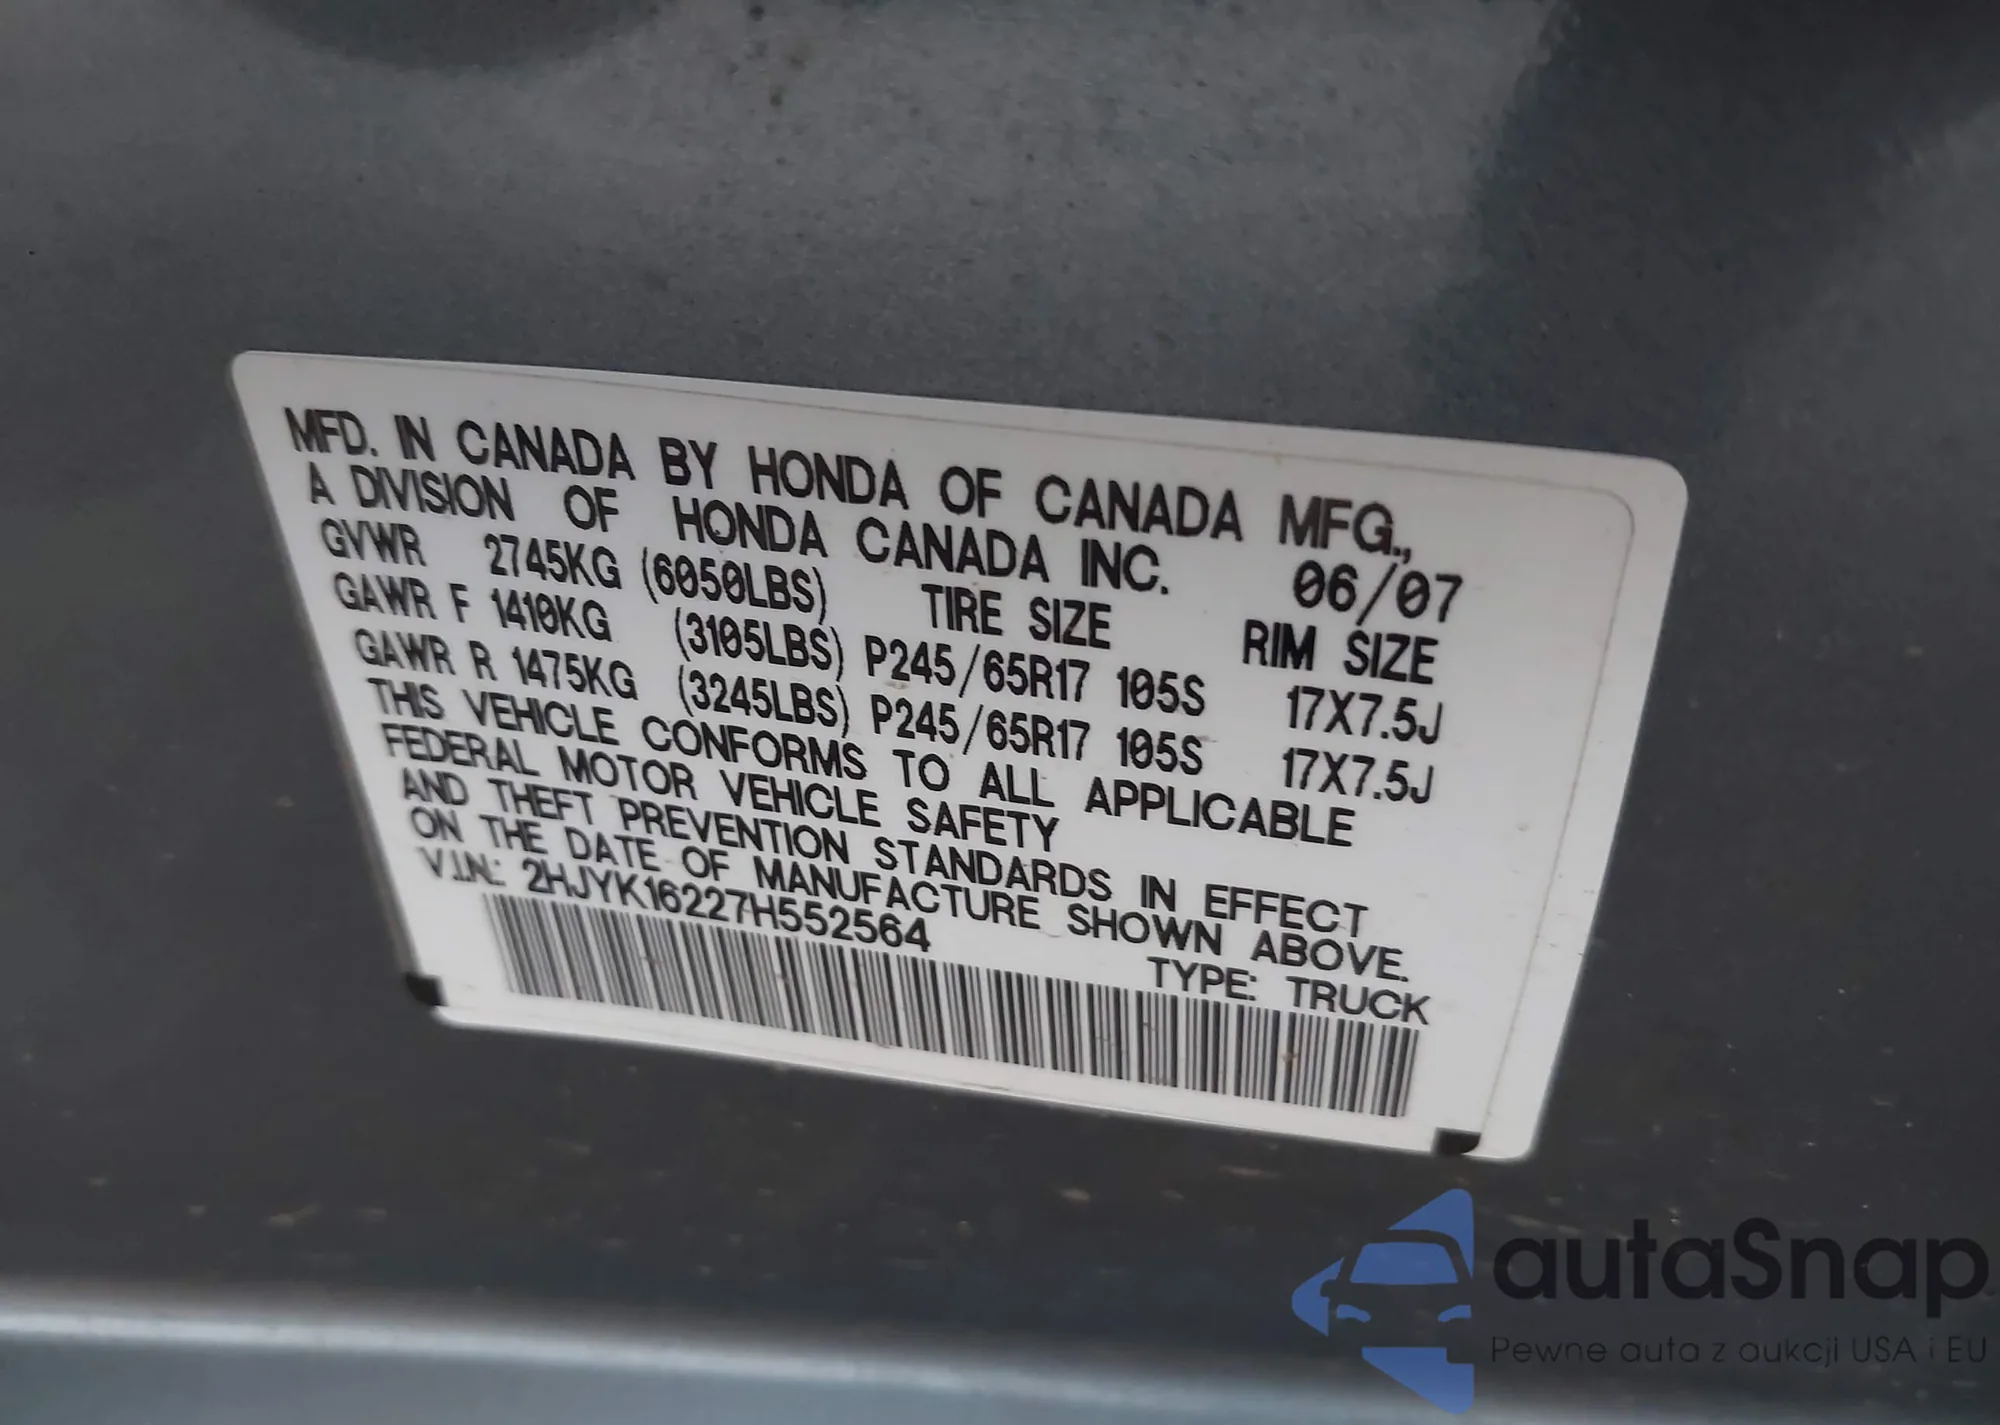 MFD. IN CANADA BY HONDA OF CANADA MFG.,
A DIVISION OF HONDA CANADA INC. 06/07
GVWR 2745KG (6050LBS) TIRE SIZE RIM SIZE
GAWR F 1410KG (3105LBS) P245/65R17 105S 17X7.5J
GAWR R 1475KG (3245LBS) P245/65R17 105S 17X7.5J
THIS VEHICLE CONFORMS TO ALL APPLICABLE
FEDERAL MOTOR VEHICLE SAFETY
AND THEFT PREVENTION STANDARDS IN EFFECT
ON THE DATE OF MANUFACTURE SHOWN ABOVE.
V.I.N.: 2HJYK16227H552564 TYPE: TRUCK
autaSnap
Pewne auta z aukcji USA i EU